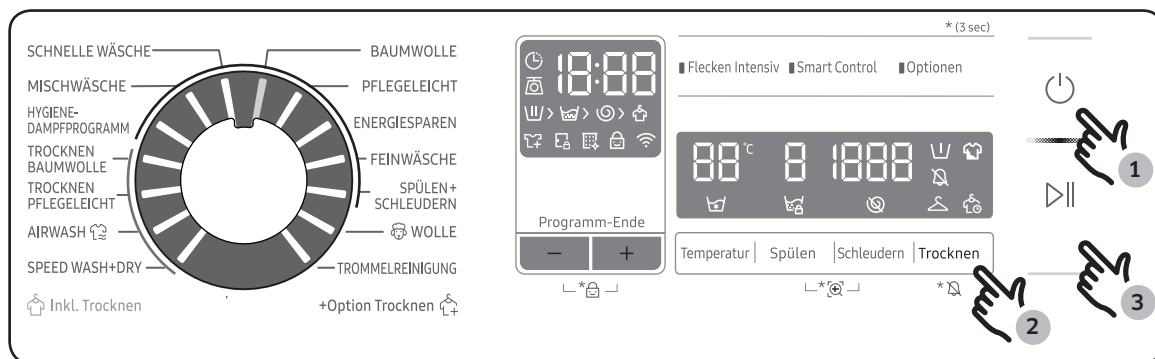 SCHNELLE WÄSCHE
MISCHWÄSCHE
HYGIENE-
DAMPFPROGRAMM
TROCKNEN
BAUMWOLLE
TROCKNEN
PFLEGELEICHT
AIRWASH
SPEED WASH+DRY
Inkl. Trocknen
BAUMWOLLE
PFLEGELEICHT
ENERGIESPAREN
FEINWÄSCHE
SPÜLEN+
SCHLEUDERN
WOLLE
TROMMELREINIGUNG
+Option Trocknen
18:88
Programm-Ende
− +
*
* (3 sec)
Flecken Intensiv Smart Control Optionen
88 °C 8 1888
Temperatur Spülen Schleudern Trocknen
* *
1
2
3